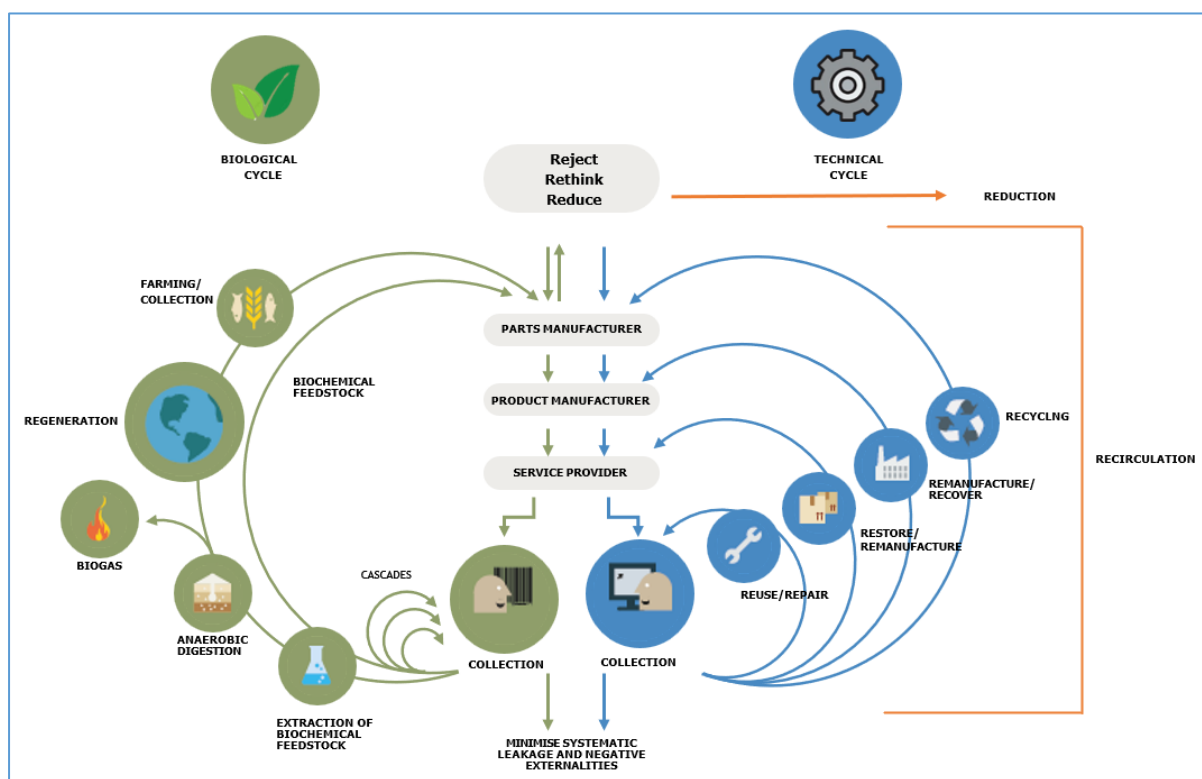 BIOLOGICAL
CYCLE
TECHNICAL
CYCLE
Reject
Rethink
Reduce
REDUCTION
FARMING/
COLLECTION
PARTS MANUFACTURER
BIOCHEMICAL
FEEDSTOCK
PRODUCT MANUFACTURER
REGENERATION
RECYCLNG
RECIRCULATION
SERVICE PROVIDER
REMANUFACTURE/
RECOVER
RESTORE/
REMANUFACTURE
BIOGAS
CASCADES
REUSE/REPAIR
ANAEROBIC
DIGESTION
COLLECTION
COLLECTION
EXTRACTION OF
BIOCHEMICAL
FEEDSTOCK
MINIMISE SYSTEMATIC
LEAKAGE AND NEGATIVE
EXTERNALITIES